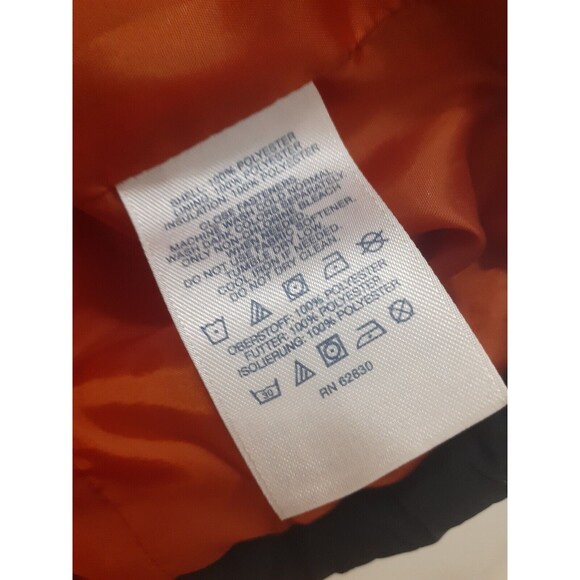 SHELL: 100% POLYESTER
LINING: 100% POLYESTER
INSULATION: 100% POLYESTER
CLOSE FASTENERS
MACHINE WASH COLD NORMAL
WASH DARK COLORS SEPARATELY
ONLY NON-CHLORINE BLEACH
WHEN NEEDED
DO NOT USE FABRIC SOFTENER.
TUMBLE DRY LOW
COOL IRON IF NEEDED.
DO NOT DRY CLEAN.
OBERSTOFF: 100% POLYESTER
FUTTER: 100% POLYESTER
ISOLIERUNG: 100% POLYESTER
30
RN 62830